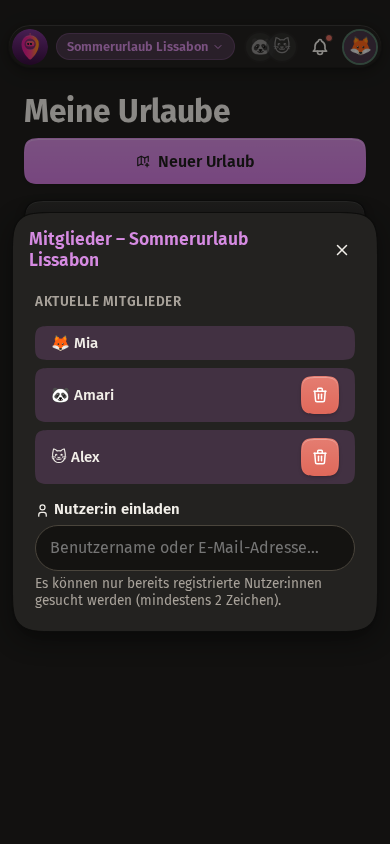 Sommerurlaub Lissabon
Meine Urlaube
Neuer Urlaub
Mitglieder – Sommerurlaub
Lissabon
AKTUELLE MITGLIEDER
Mia
Amari
Alex
Nutzer:in einladen
Benutzername oder E-Mail-Adresse...
Es können nur bereits registrierte Nutzer:innen
gesucht werden (mindestens 2 Zeichen).